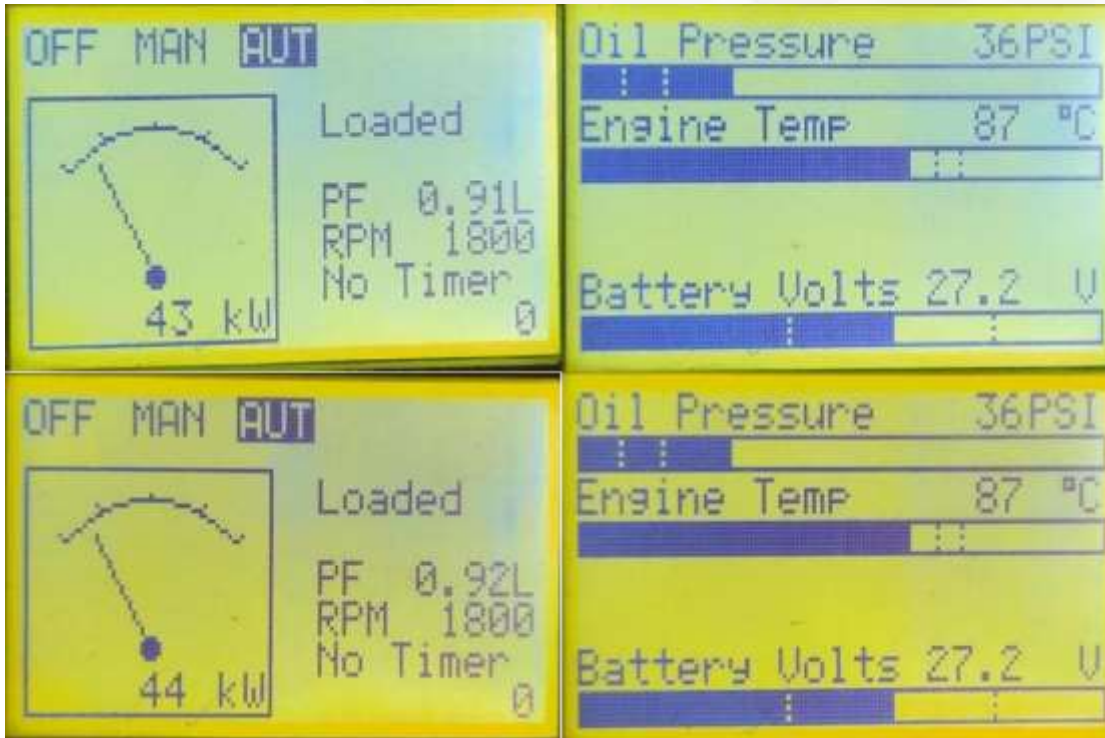 OFF MAN AUT
Loaded
PF 0.91L
RPM 1800
No Timer
43 kW
0
Oil Pressure 36PSI
Engine Temp 87 °C
Battery Volts 27.2 V
OFF MAN AUT
Loaded
PF 0.92L
RPM 1800
No Timer
44 kW
0
Oil Pressure 36PSI
Engine Temp 87 °C
Battery Volts 27.2 V